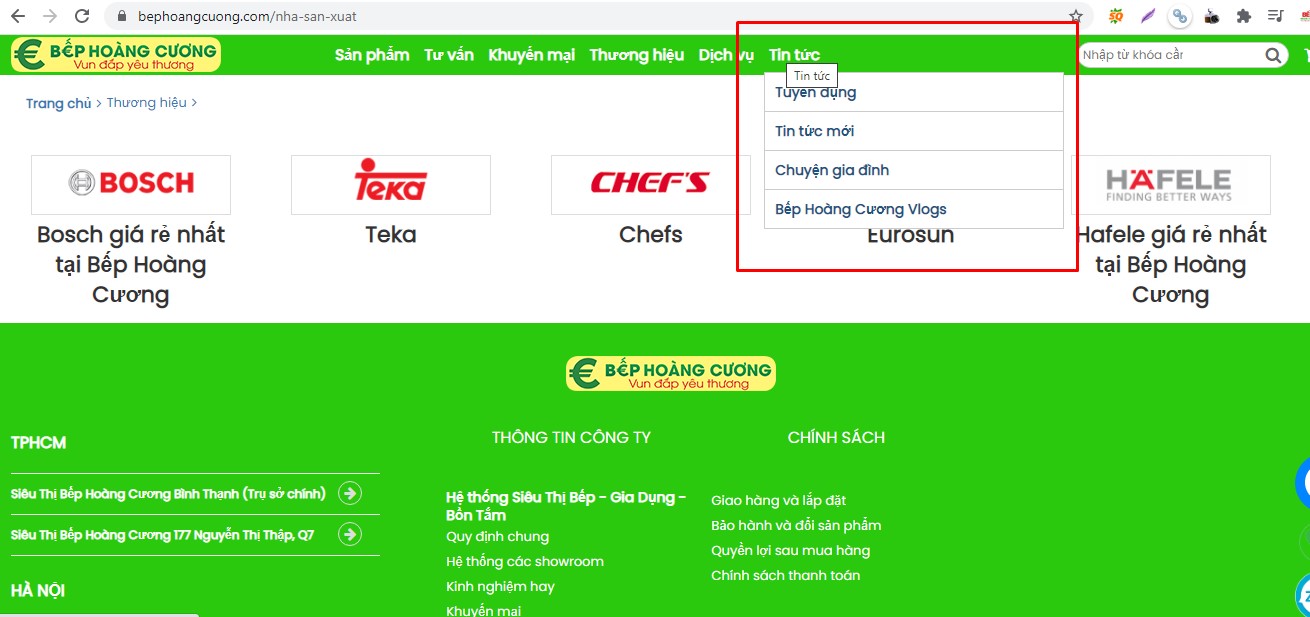 bephoangcuong.com/nha-san-xuat
BẾP HOÀNG CƯƠNG
Vun đắp yêu thương
Sản phẩm Tư vấn Khuyến mại Thương hiệu Dịch vụ Tin tức
Nhập từ khóa cần
Tin tức
Trang chủ > Thương hiệu >
Tuyển dụng
Tin tức mới
Chuyện gia đình
Bếp Hoàng Cương Vlogs
BOSCH
Teka
CHEF'S
HÄFELE
FINDING BETTER WAYS
Bosch giá rẻ nhất
tại Bếp Hoàng
Cương
Teka
Chefs
Eurosun
Hafele giá rẻ nhất
tại Bếp Hoàng
Cương
BẾP HOÀNG CƯƠNG
Vun đắp yêu thương
TPHCM
Siêu Thị Bếp Hoàng Cương Bình Thạnh (Trụ sở chính)
Siêu Thị Bếp Hoàng Cương 177 Nguyễn Thị Thập, Q7
HÀ NỘI
THÔNG TIN CÔNG TY
Hệ thống Siêu Thị Bếp - Gia Dụng -
Bồn Tắm
Quy định chung
Hệ thống các showroom
Kinh nghiệm hay
Khuyến mại
CHÍNH SÁCH
Giao hàng và lắp đặt
Bảo hành và đổi sản phẩm
Quyền lợi sau mua hàng
Chính sách thanh toán